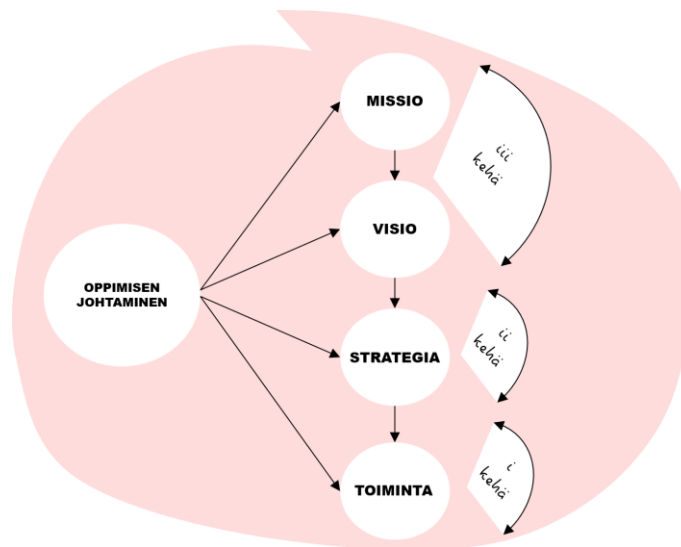 MISSIO
iii
kehä
VISIO
OPPIMISEN
JOHTAMINEN
STRATEGIA
ii
kehä
TOIMINTA
i
kehä